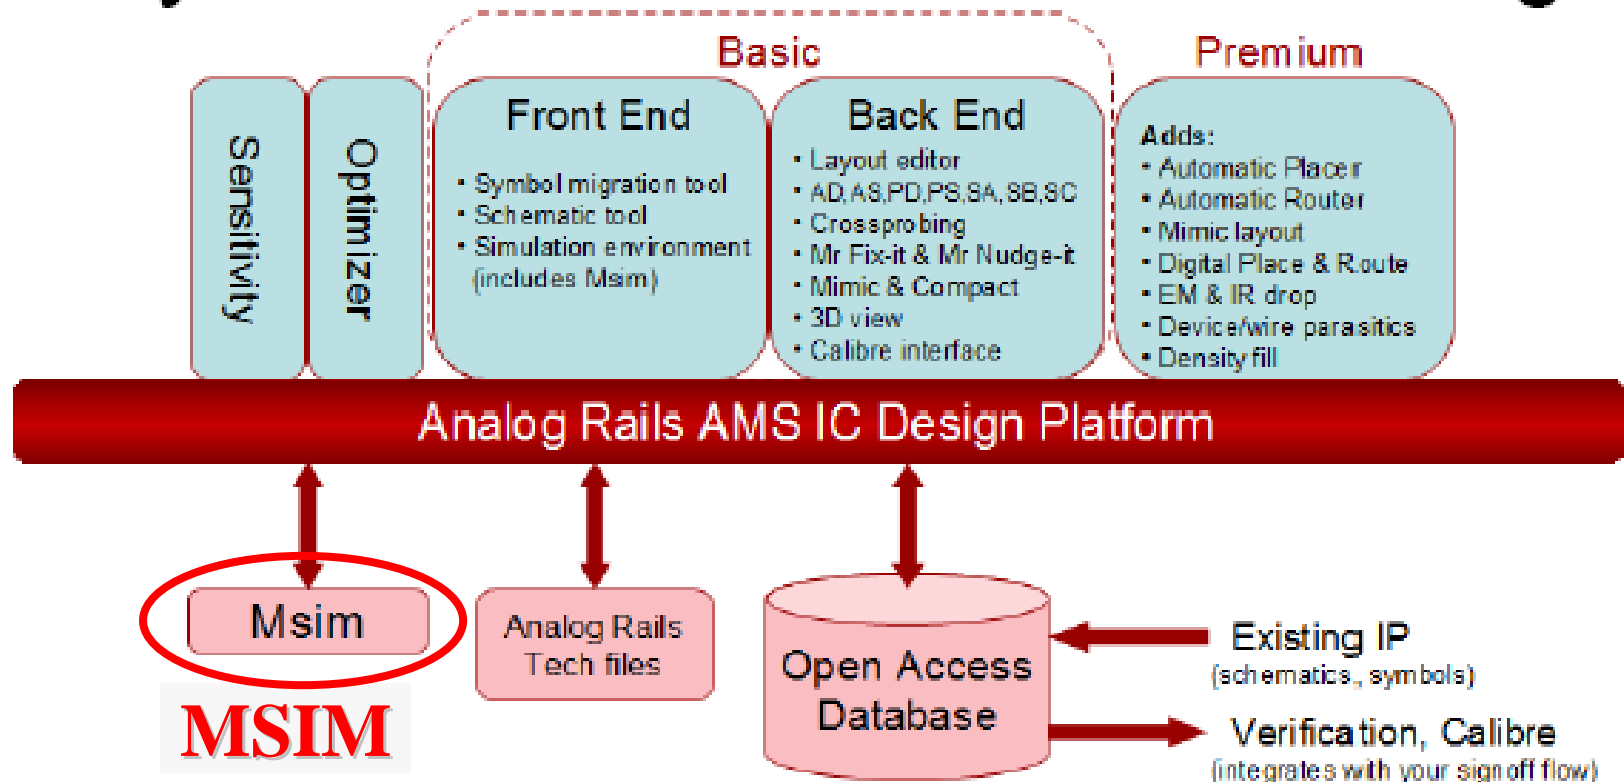 Basic
Premium
Sensitivity
Optimizer
Front End
• Symbol migration tool
• Schematic tool
• Simulation environment
(includes Msim)
Back End
• Layout editor
• AD,AS,PD,PS,SA,SB,SC
• Crossprobing
• Mr Fix-it & Mr Nudge-it
• Mimic & Compact
• 3D view
• Calibre interface
Adds:
• Automatic Placer
• Automatic Router
• Mimic layout
• Digital Place & Route
• EM & IR drop
• Device/wire parasitics
• Density fill
Analog Rails AMS IC Design Platform
Msim
MSIM
Analog Rails
Tech files
Open Access
Database
Existing IP
(schematics, symbols)
Verification, Calibre
(integrates with your signoff flow)